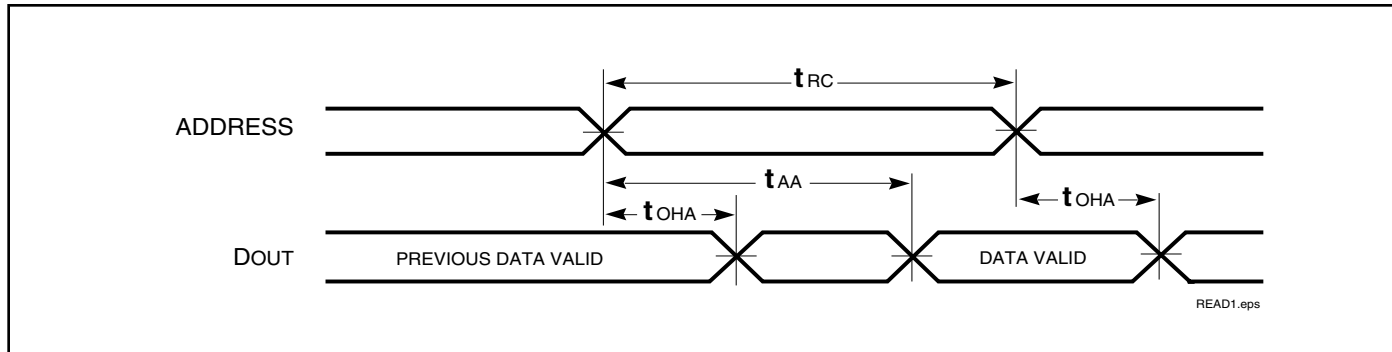 tRC
ADDRESS
tAA
tOHA
tOHA
DOUT
PREVIOUS DATA VALID
DATA VALID
READ1.eps